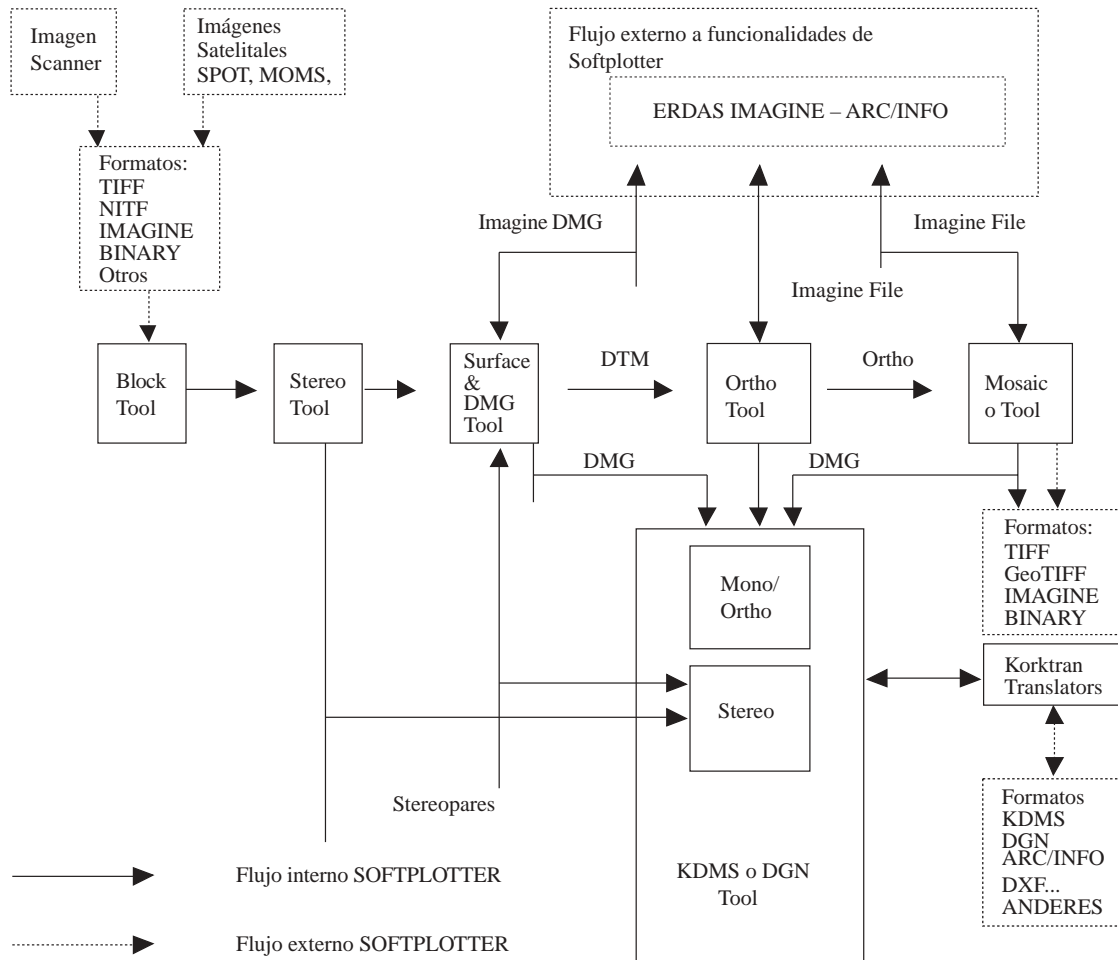 Imagen
Scanner
Imágenes
Satelitales
SPOT, MOMS,
Flujo externo a funcionalidades de
Softplotter
ERDAS IMAGINE – ARC/INFO
Formatos:
TIFF
NITF
IMAGINE
BINARY
Otros
Imagine DMG
Imagine File
Imagine File
Block
Tool
Stereo
Tool
Surface
&
DMG
Tool
DTM
Ortho
Tool
Ortho
Mosaic
o Tool
DMG
DMG
Mono/
Ortho
Stereo
Formatos:
TIFF
GeoTIFF
IMAGINE
BINARY
Korktran
Translators
Stereopares
Formatos
KDMS
DGN
ARC/INFO
DXF...
ANDERES
KDMS o DGN
Tool
Flujo interno SOFTPLOTTER
Flujo externo SOFTPLOTTER